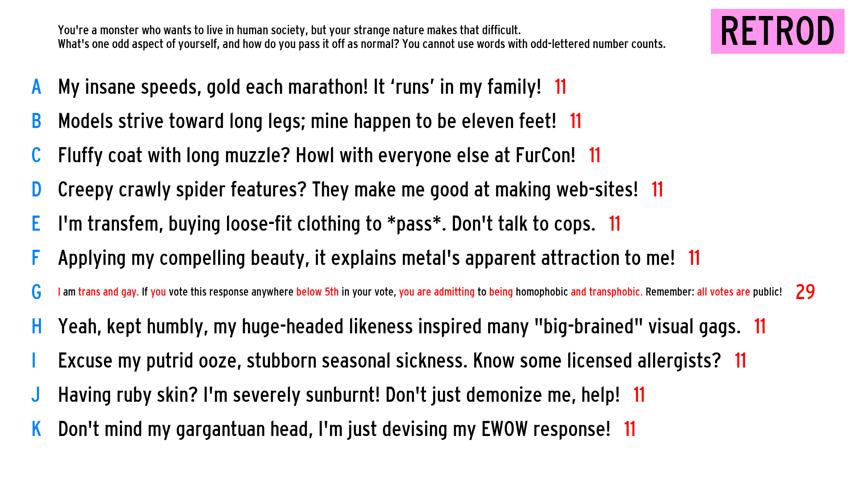 You're a monster who wants to live in human society, but your strange nature makes that difficult.
What's one odd aspect of yourself, and how do you pass it off as normal? You cannot use words with odd-lettered number counts.
RETROD
A My insane speeds, gold each marathon! It ‘runs’ in my family! 11
B Models strive toward long legs; mine happen to be eleven feet! 11
C Fluffy coat with long muzzle? Howl with everyone else at FurCon! 11
D Creepy crawly spider features? They make me good at making web-sites! 11
E I'm transfem, buying loose-fit clothing to *pass*. Don't talk to cops. 11
F Applying my compelling beauty, it explains metal's apparent attraction to me! 11
G I am trans and gay. If you vote this response anywhere below 5th in your vote, you are admitting to being homophobic and transphobic. Remember: all votes are public! 29
H Yeah, kept humbly, my huge-headed likeness inspired many "big-brained" visual gags. 11
I Excuse my putrid ooze, stubborn seasonal sickness. Know some licensed allergists? 11
J Having ruby skin? I'm severely sunburnt! Don't just demonize me, help! 11
K Don't mind my gargantuan head, I'm just devising my EWOW response! 11